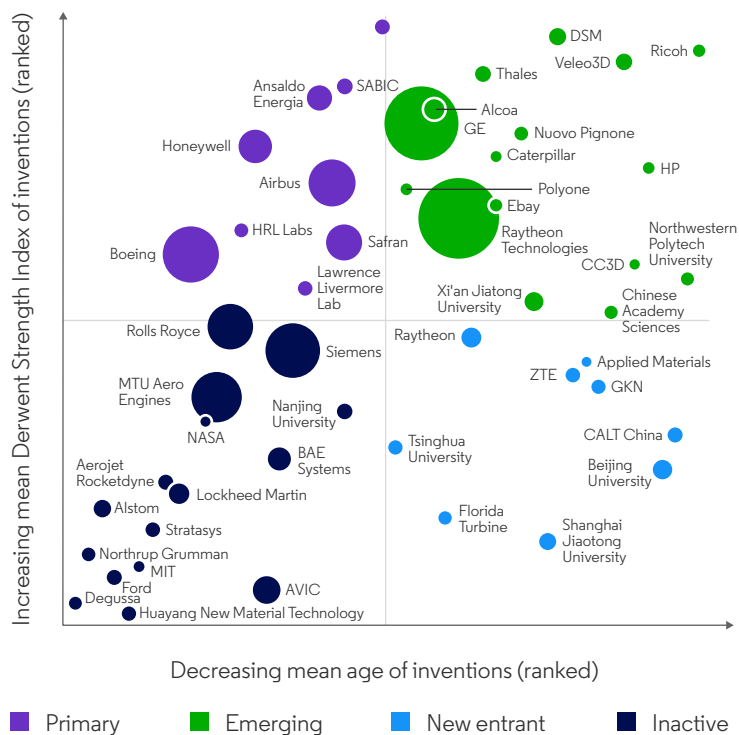 Increasing mean Derwent Strength Index of inventions (ranked)
DSM
Ricoh
Veleo3D
Thales
SABIC
Ansaldo
Energia
Alcoa
GE
Nuovo Pignone
Honeywell
Caterpillar
HP
Airbus
Polyone
Ebay
HRL Labs
Raytheon
Technologies
Northwestern
Polytech
University
Safran
Boeing
CC3D
Lawrence
Livermore
Lab
Xi'an Jiatong
University
Chinese
Academy
Sciences
Rolls Royce
Raytheon
Siemens
Applied Materials
ZTE
GKN
MTU Aero
Engines
Nanjing
University
NASA
CALT China
Tsinghua
University
BAE
Systems
Beijing
University
Aerojet
Rocketdyne
Lockheed Martin
Alstom
Florida
Turbine
Stratasys
Shanghai
Jiaotong
University
Northrup Grumman
MIT
Ford
AVIC
Degussa
Huayang New Material Technology
Decreasing mean age of inventions (ranked)
Primary
Emerging
New entrant
Inactive